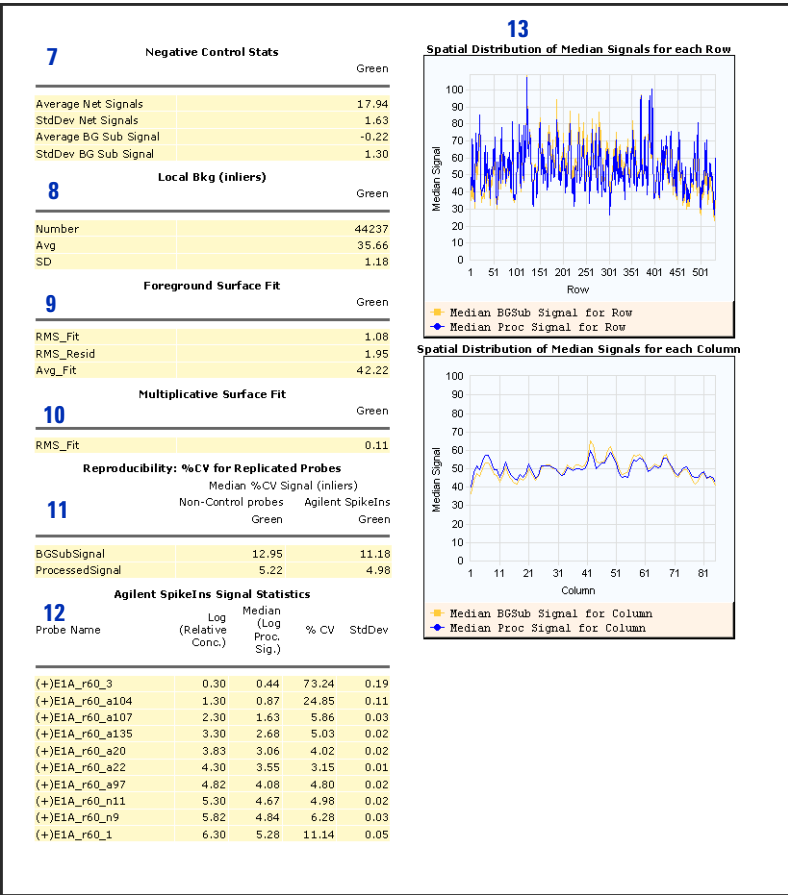 7
Negative Control Stats
Green
Average Net Signals 17.94
StdDev Net Signals 1.63
Average BG Sub Signal -0.22
StdDev BG Sub Signal 1.30
8
Local Bkg (inliers)
Green
Number 44237
Avg 35.66
SD 1.18
9
Foreground Surface Fit
Green
RMS_Fit 1.08
RMS_Resid 1.95
Avg_Fit 42.22
10
Multiplicative Surface Fit
Green
RMS_Fit 0.11
11
Reproducibility: %CV for Replicated Probes
Median %CV Signal (inliers)
Non-Control probes Agilent SpikeIns
Green Green
BGSubSignal 12.95 11.18
ProcessedSignal 5.22 4.98
12
Agilent SpikeIns Signal Statistics
Probe Name Log (Relative Conc.) Median (Log Proc. Sig.) % CV StdDev
(+)E1A_r60_3 0.30 0.44 73.24 0.19
(+)E1A_r60_a104 1.30 0.87 24.85 0.11
(+)E1A_r60_a107 2.30 1.63 5.86 0.03
(+)E1A_r60_a135 3.30 2.68 5.03 0.02
(+)E1A_r60_a20 3.83 3.06 4.02 0.02
(+)E1A_r60_a22 4.30 3.55 3.15 0.01
(+)E1A_r60_a97 4.82 4.08 4.80 0.02
(+)E1A_r60_n11 5.30 4.67 4.98 0.02
(+)E1A_r60_n9 5.82 4.84 6.28 0.03
(+)E1A_r60_1 6.30 5.28 11.14 0.05
13
Spatial Distribution of Median Signals for each Row
Median Signal
100
90
80
70
60
50
40
30
20
10
0
1 51 101 151 201 251 301 351 401 451 501
Row
Median BGSub Signal for Row
Median Proc Signal for Row
Spatial Distribution of Median Signals for each Column
Median Signal
100
90
80
70
60
50
40
30
20
10
0
1 11 21 31 41 51 61 71 81
Column
Median BGSub Signal for Column
Median Proc Signal for Column